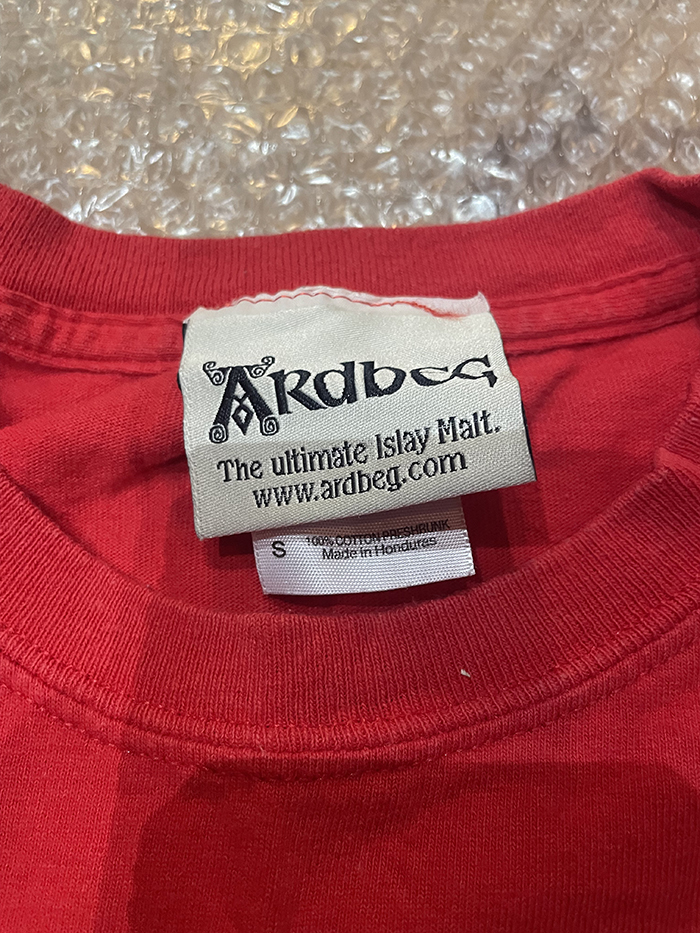 Ardbeg
The ultimate Islay Malt.
www.ardbeg.com
S
100% COTTON PRESHRUNK
Made in Honduras